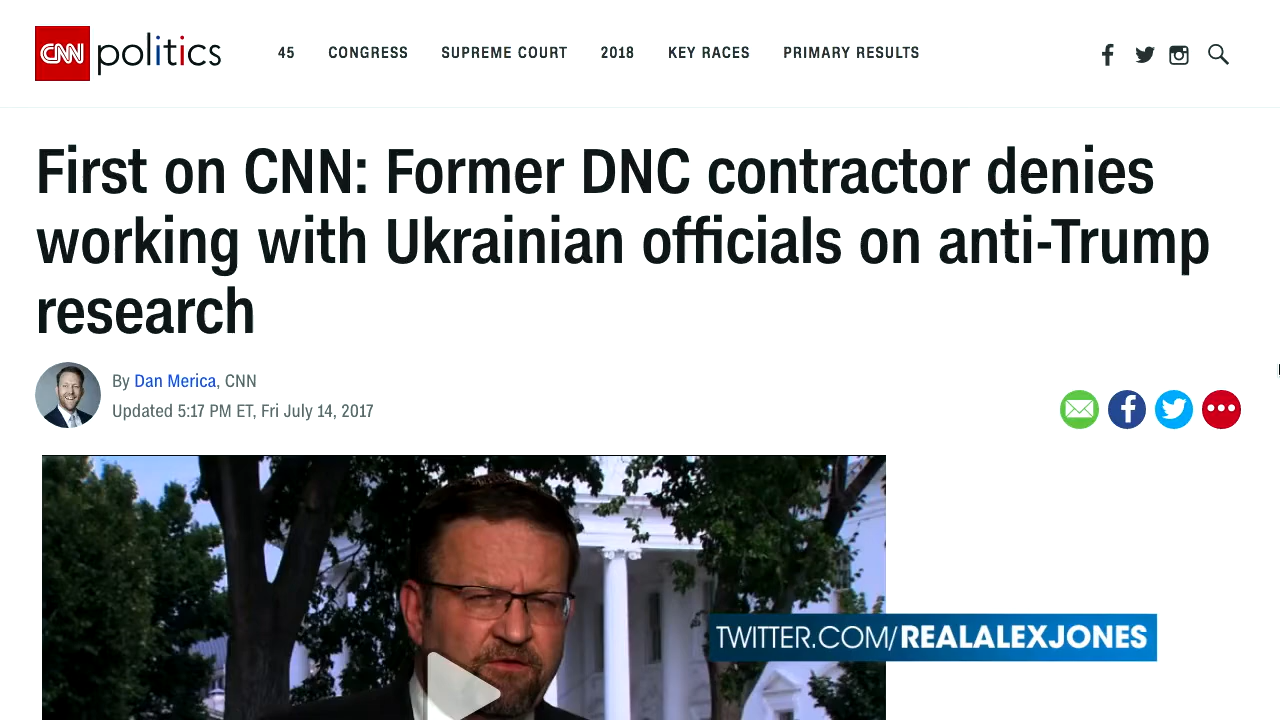 CNN politics 45 CONGRESS SUPREME COURT 2018 KEY RACES PRIMARY RESULTS
First on CNN: Former DNC contractor denies
working with Ukrainian officials on anti-Trump
research
By Dan Merica, CNN
Updated 5:17 PM ET, Fri July 14, 2017
TWITTER.COM/REALALEXJONES